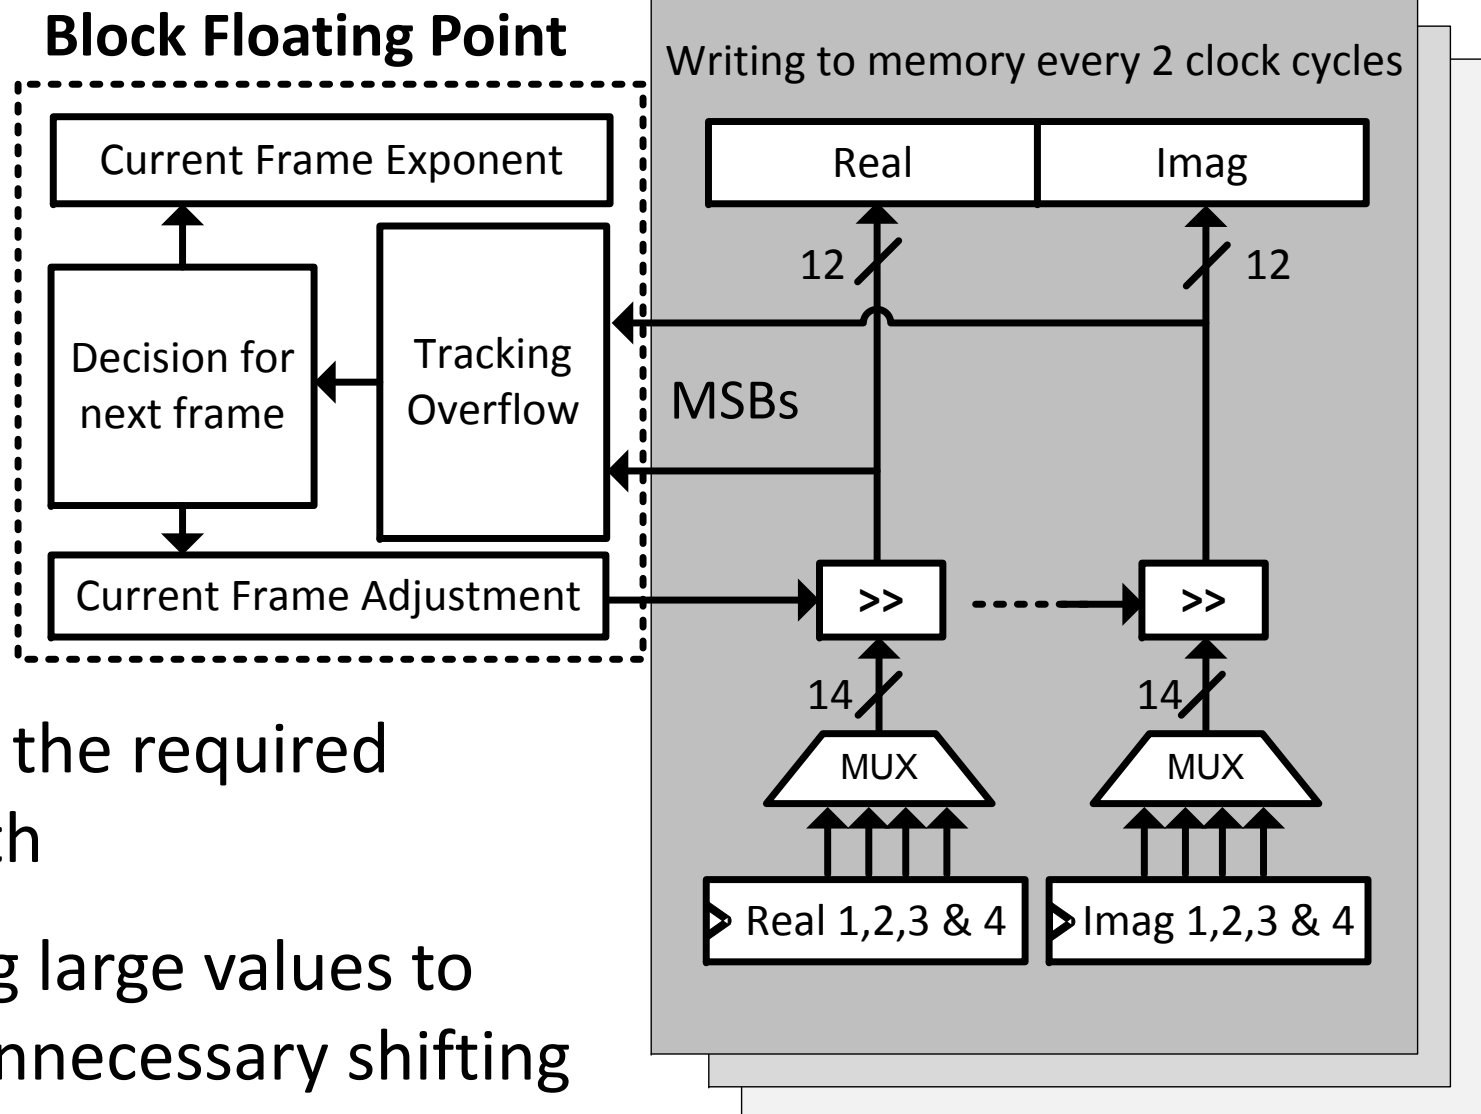 Block Floating Point
Current Frame Exponent
Decision for
next frame
Tracking
Overflow
Current Frame Adjustment
the required
large values to
shifting
Writing to memory every 2 clock cycles
Real
Imag
12
12
MSBs
>>
>>
14
14
MUX
MUX
Real 1,2,3 & 4
Imag 1,2,3 & 4